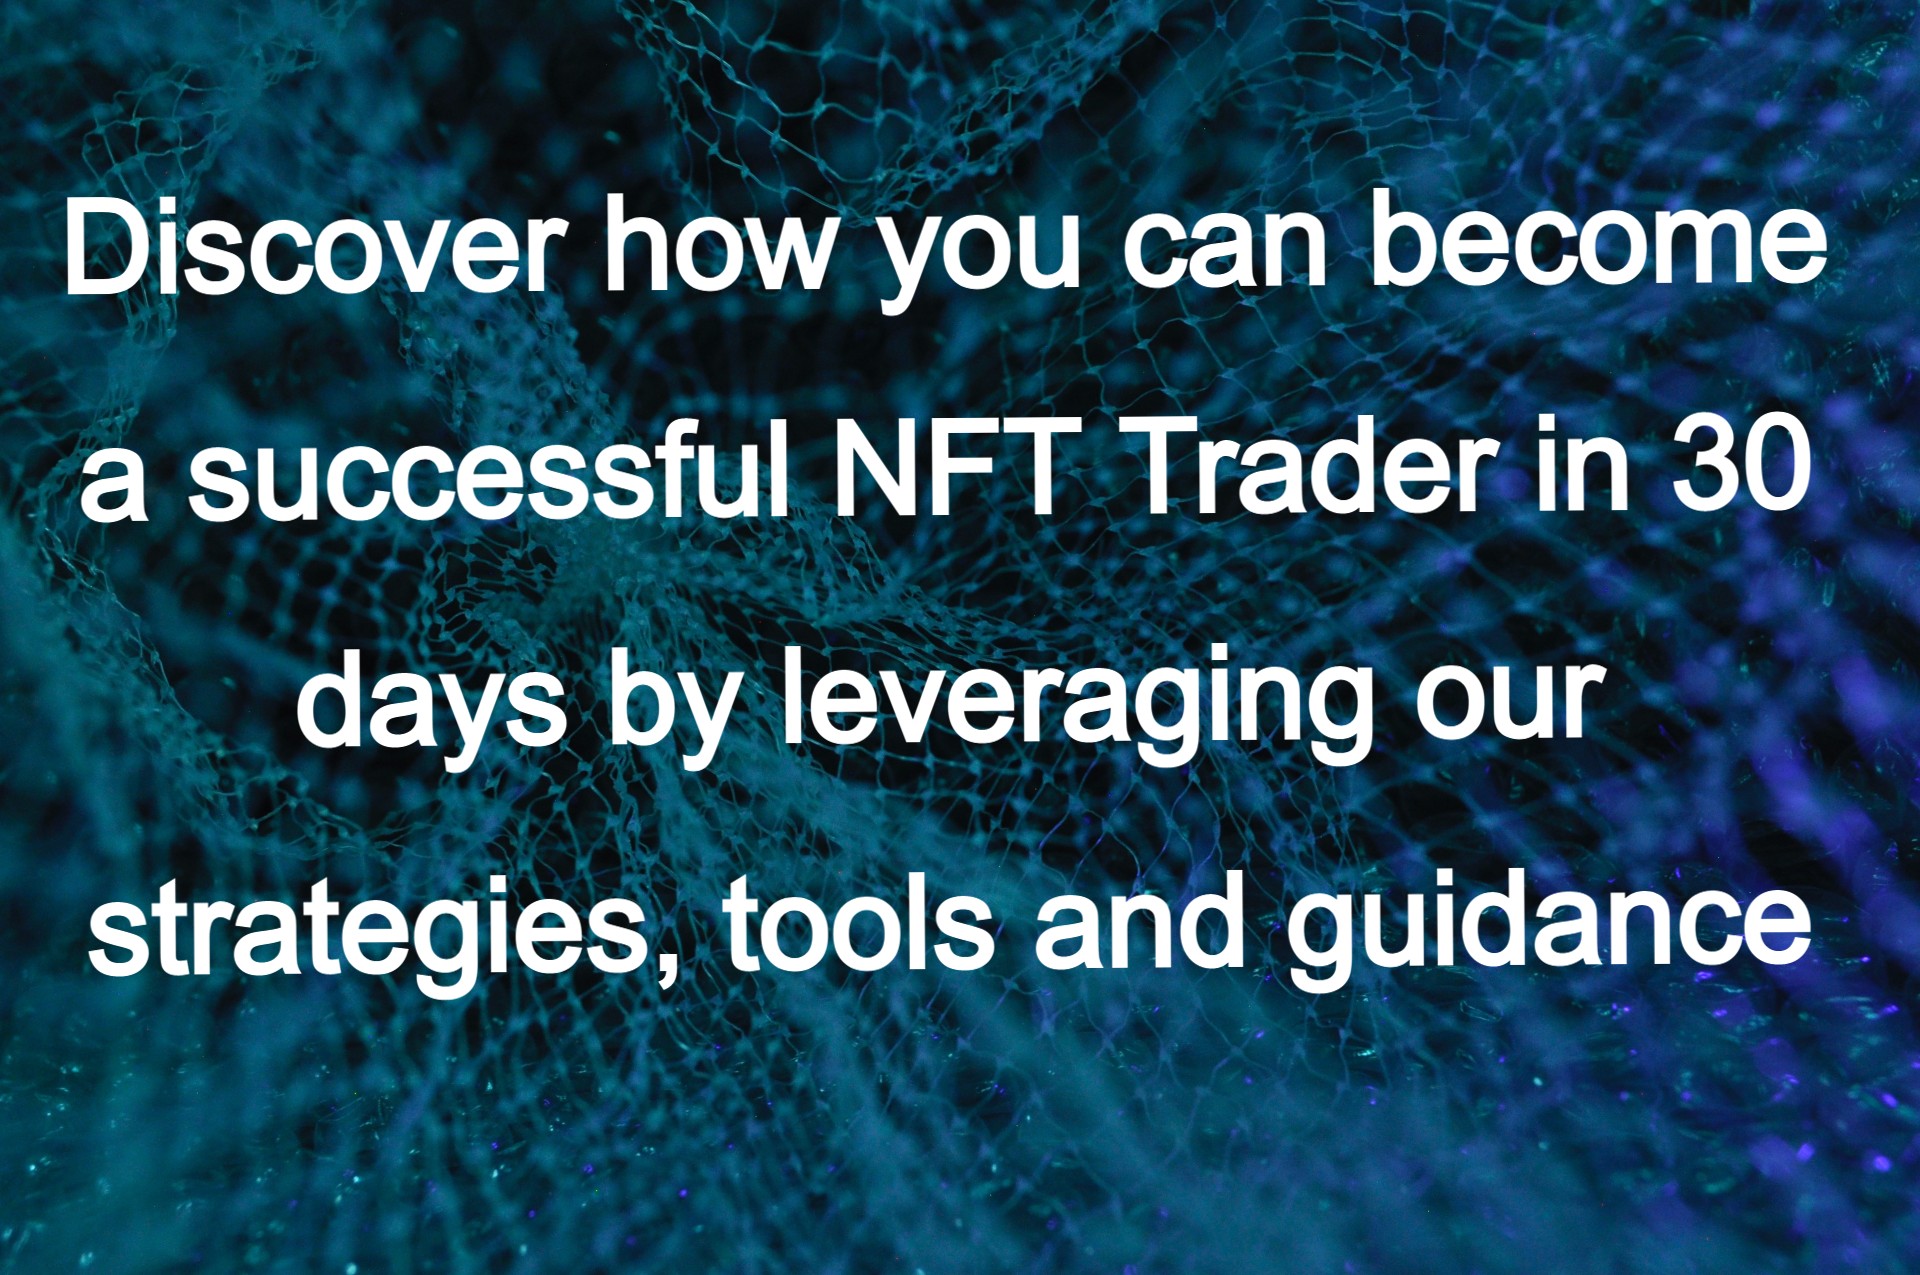 Discover how you can become
a successful NFT Trader in 30
days by leveraging our
strategies, tools and guidance